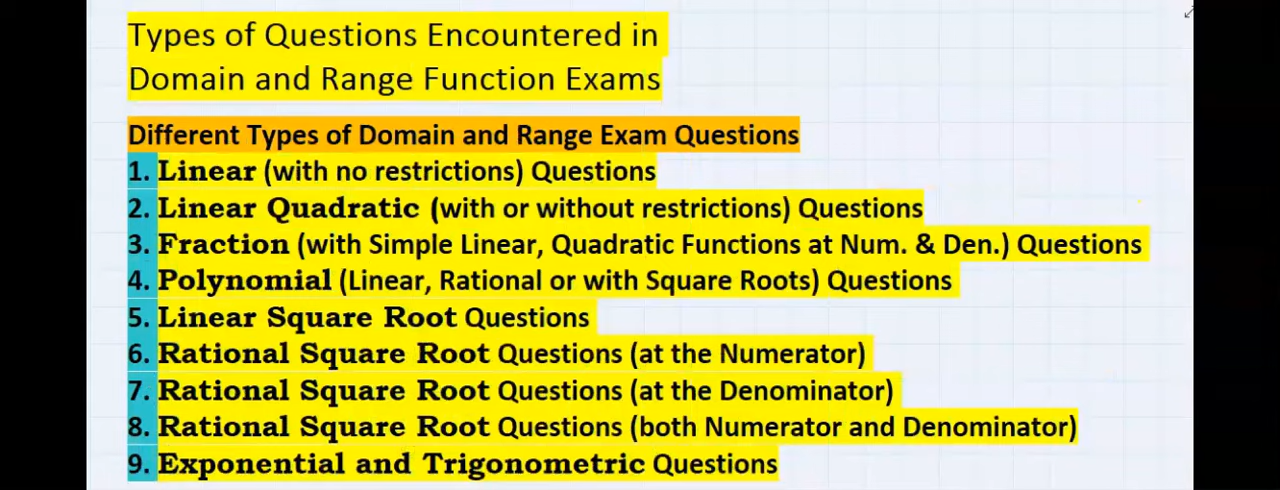 Types of Questions Encountered in
Domain and Range Function Exams
Different Types of Domain and Range Exam Questions
1. Linear (with no restrictions) Questions
2. Linear Quadratic (with or without restrictions) Questions
3. Fraction (with Simple Linear, Quadratic Functions at Num. & Den.) Questions
4. Polynomial (Linear, Rational or with Square Roots) Questions
5. Linear Square Root Questions
6. Rational Square Root Questions (at the Numerator)
7. Rational Square Root Questions (at the Denominator)
8. Rational Square Root Questions (both Numerator and Denominator)
9. Exponential and Trigonometric Questions